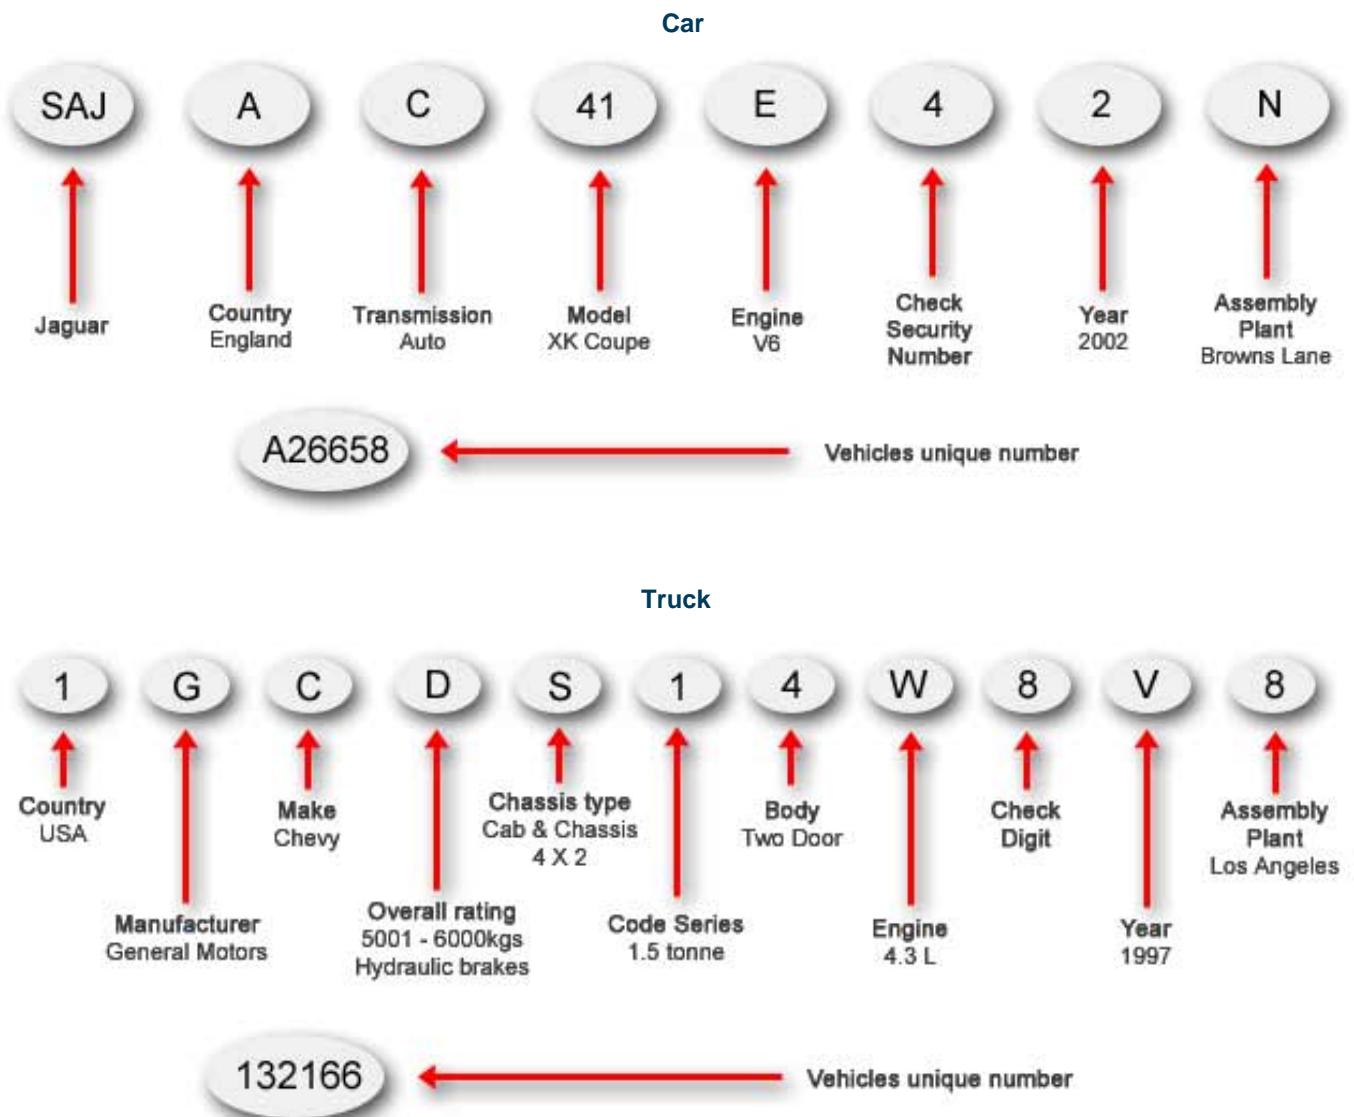 Car
SAJ A C 41 E 4 2 N
Jaguar
Country
England
Transmission
Auto
Model
XK Coupe
Engine
V6
Check
Security
Number
Year
2002
Assembly
Plant
Browns Lane
A26658
Vehicles unique number
Truck
1 G C D S 1 4 W 8 V 8
Country
USA
Manufacturer
General Motors
Make
Chevy
Overall rating
5001 - 6000kgs
Hydraulic brakes
Chassis type
Cab & Chassis
4 X 2
Code Series
1.5 tonne
Body
Two Door
Engine
4.3 L
Check
Digit
Year
1997
Assembly
Plant
Los Angeles
132166
Vehicles unique number